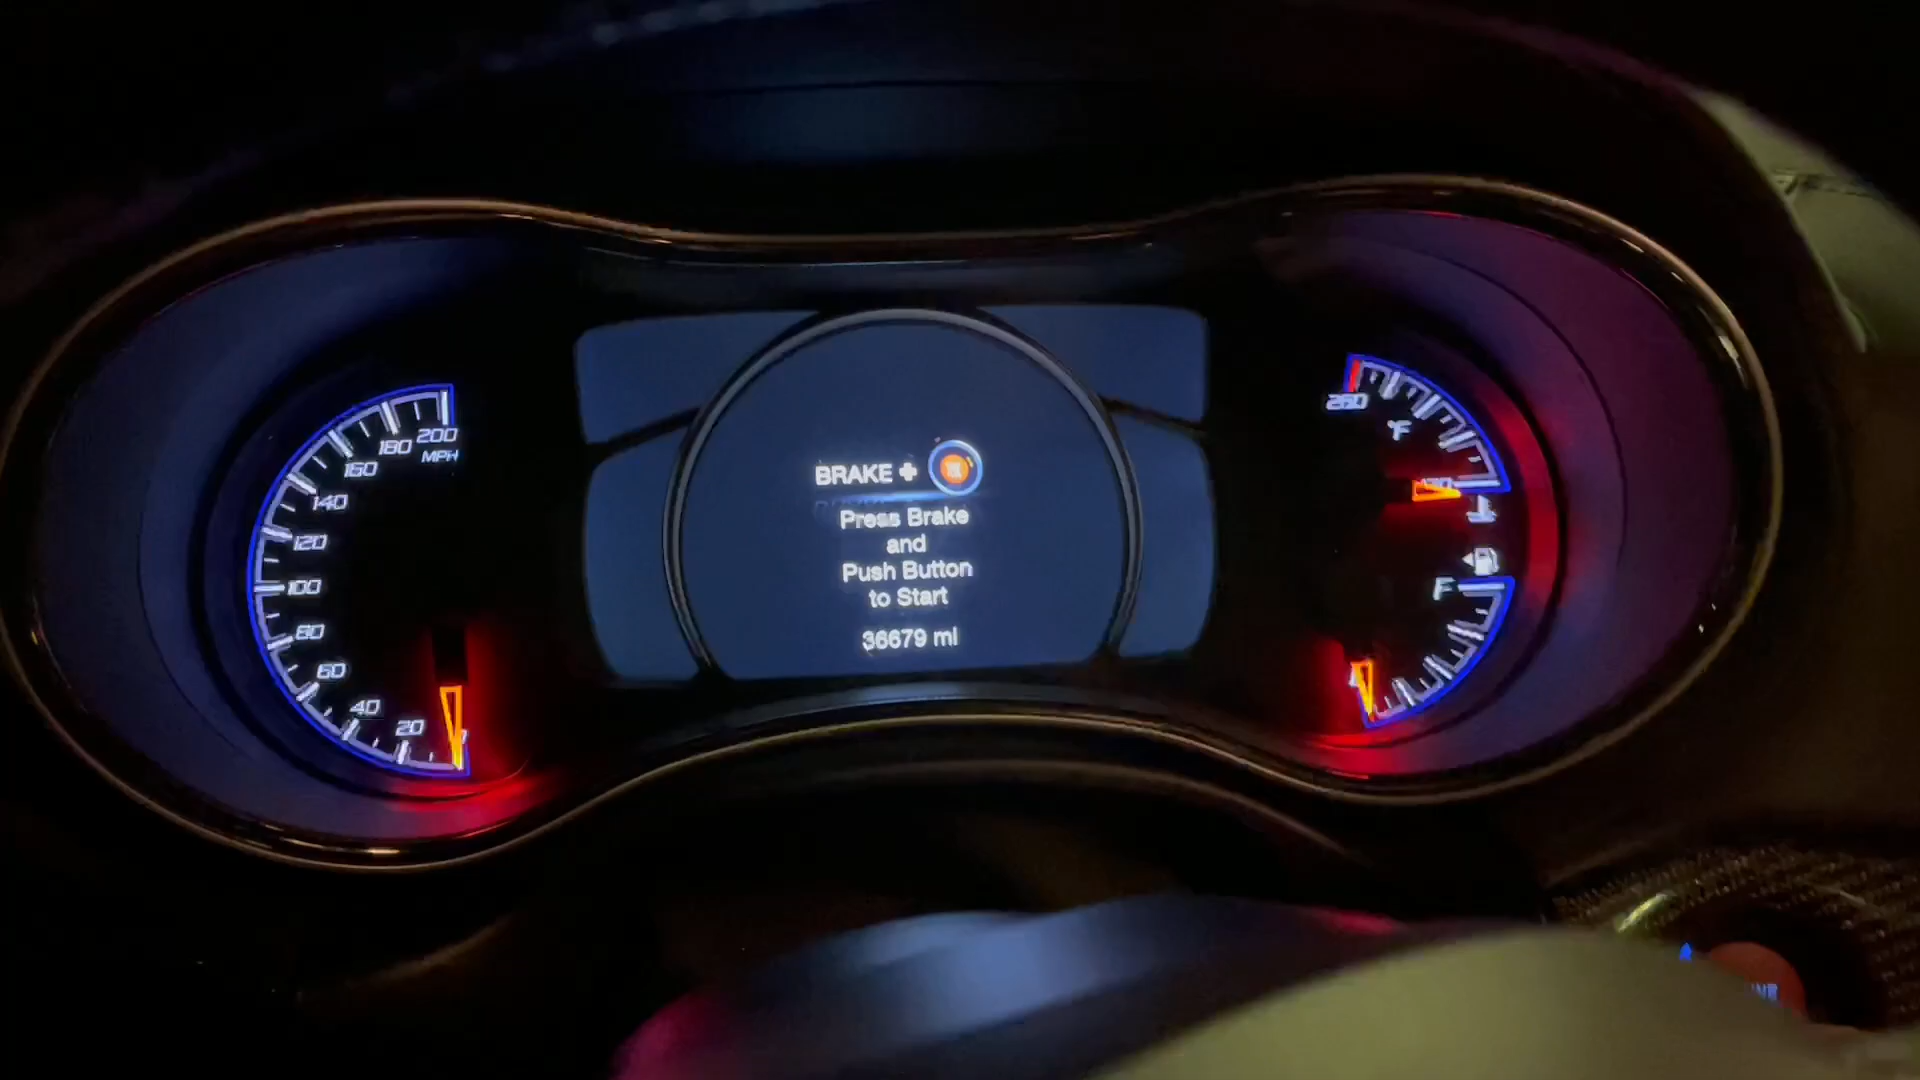 200
180
MPH
160
140
120
100
80
60
40
20
BRAKE +
Press Brake
and
Push Button
to Start
36679 mi
260
°F
F